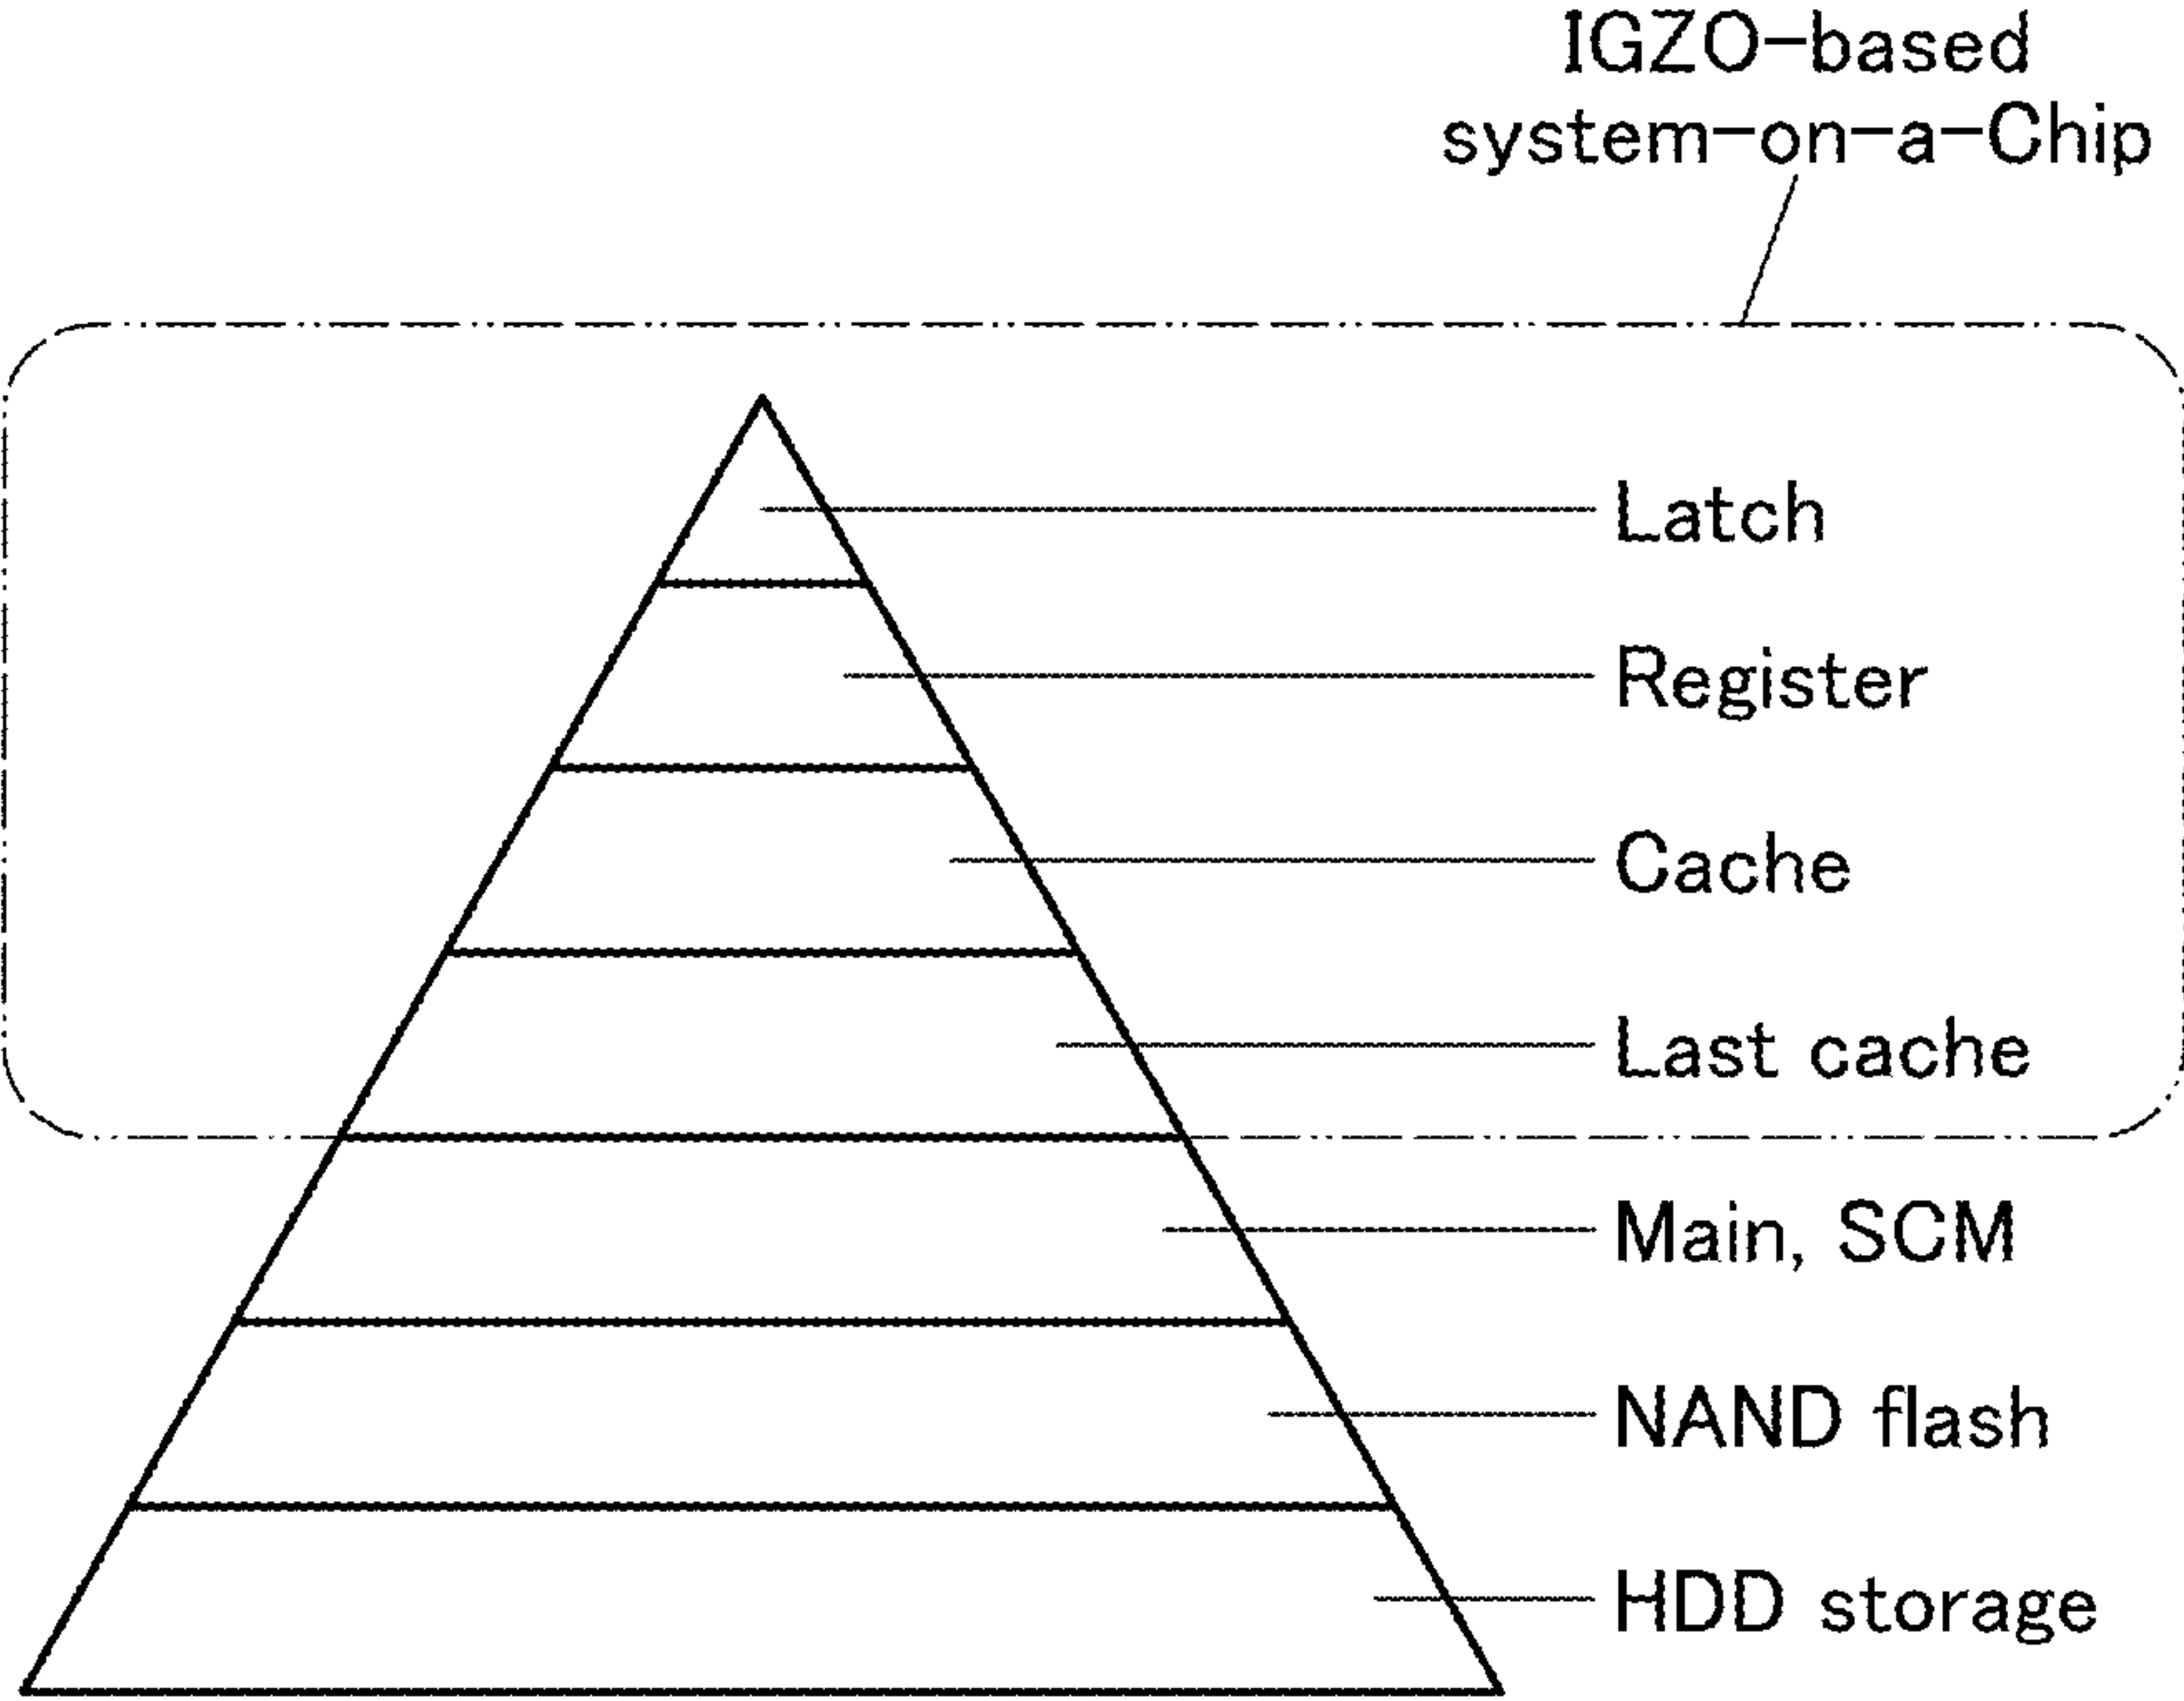 IGZO-based
system-on-a-Chip
Latch
Register
Cache
Last cache
Main, SCM
NAND flash
HDD storage